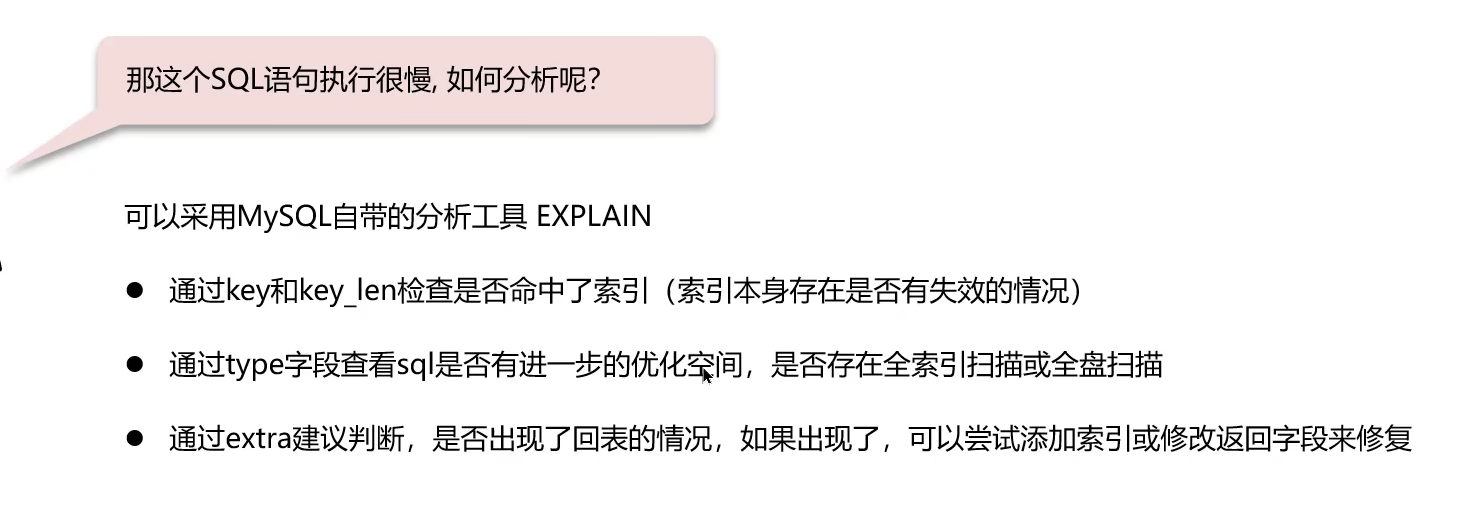 那这个SQL语句执行很慢, 如何分析呢?
可以采用MySQL自带的分析工具 EXPLAIN
● 通过key和key_len检查是否命中了索引（索引本身存在是否有失效的情况）
● 通过type字段查看sql是否有进一步的优化空间，是否存在全索引扫描或全盘扫描
● 通过extra建议判断，是否出现了回表的情况，如果出现了，可以尝试添加索引或修改返回字段来修复